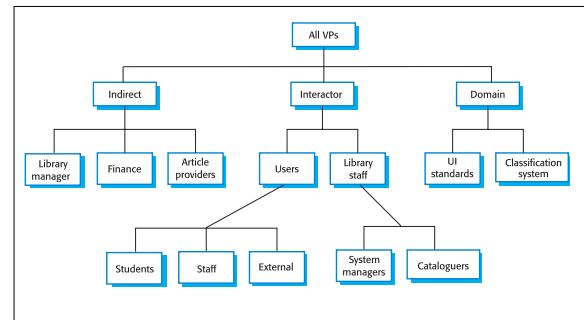 All VPs
Indirect
Interactor
Domain
Library
manager
Finance
Article
providers
Users
Library
staff
UI
standards
Classification
system
Students
Staff
External
System
managers
Cataloguers